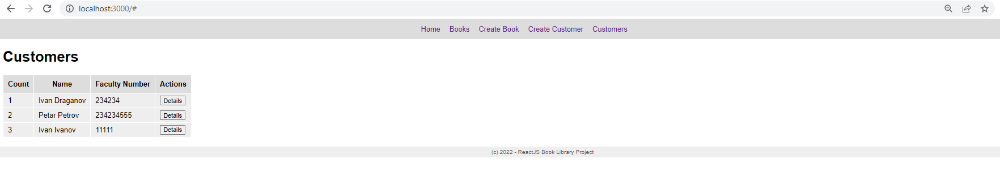 localhost:3000/#
Home Books Create Book Create Customer Customers
Customers
Count Name Faculty Number Actions
1 Ivan Draganov 234234 Details
2 Petar Petrov 234234555 Details
3 Ivan Ivanov 11111 Details
(c) 2022 - ReactJS Book Library Project